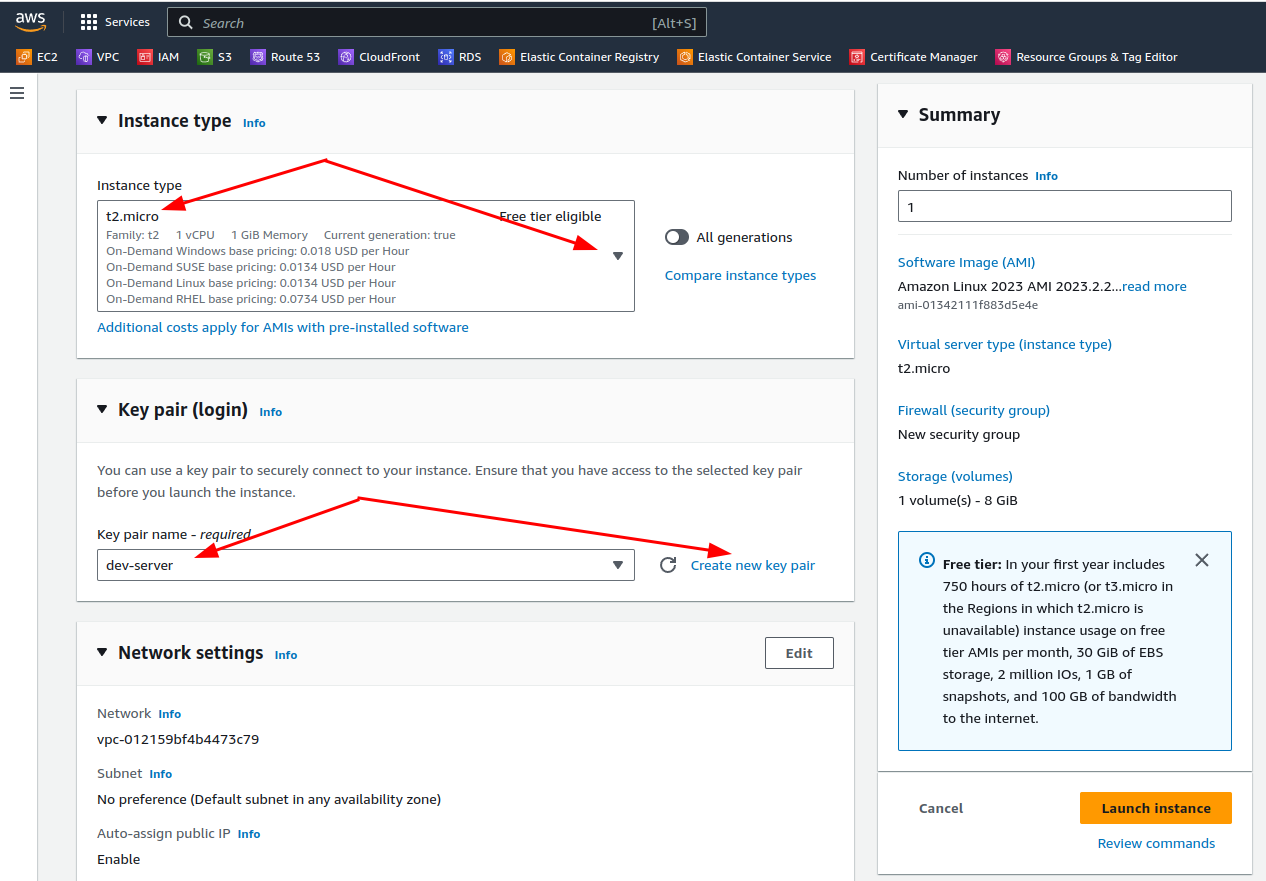 aws Services Search [Alt+S]
EC2 VPC IAM S3 Route 53 CloudFront RDS Elastic Container Registry Elastic Container Service Certificate Manager Resource Groups & Tag Editor
Instance type Info
Instance type
t2.micro Free tier eligible
Family: t2 1 vCPU 1 GiB Memory Current generation: true
On-Demand Windows base pricing: 0.018 USD per Hour
On-Demand SUSE base pricing: 0.0134 USD per Hour
On-Demand Linux base pricing: 0.0134 USD per Hour
On-Demand RHEL base pricing: 0.0734 USD per Hour
All generations
Compare instance types
Additional costs apply for AMIs with pre-installed software
Key pair (login) Info
You can use a key pair to securely connect to your instance. Ensure that you have access to the selected key pair
before you launch the instance.
Key pair name - required
dev-server
Create new key pair
Network settings Info
Edit
Network Info
vpc-012159bf4b4473c79
Subnet Info
No preference (Default subnet in any availability zone)
Auto-assign public IP Info
Enable
Summary
Number of instances Info
1
Software Image (AMI)
Amazon Linux 2023 AMI 2023.2.2...read more
ami-01342111f883d5e4e
Virtual server type (instance type)
t2.micro
Firewall (security group)
New security group
Storage (volumes)
1 volume(s) - 8 GiB
Free tier: In your first year includes
750 hours of t2.micro (or t3.micro in
the Regions in which t2.micro is
unavailable) instance usage on free
tier AMIs per month, 30 GiB of EBS
storage, 2 million IOs, 1 GB of
snapshots, and 100 GB of bandwidth
to the internet.
Cancel
Launch instance
Review commands